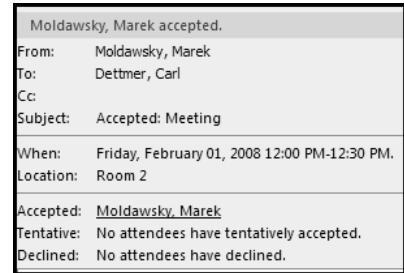 Moldawsky, Marek accepted.
From: Moldawsky, Marek
To: Dettmer, Carl
Cc:
Subject: Accepted: Meeting
When: Friday, February 01, 2008 12:00 PM-12:30 PM.
Location: Room 2
Accepted: Moldawsky, Marek
Tentative: No attendees have tentatively accepted.
Declined: No attendees have declined.